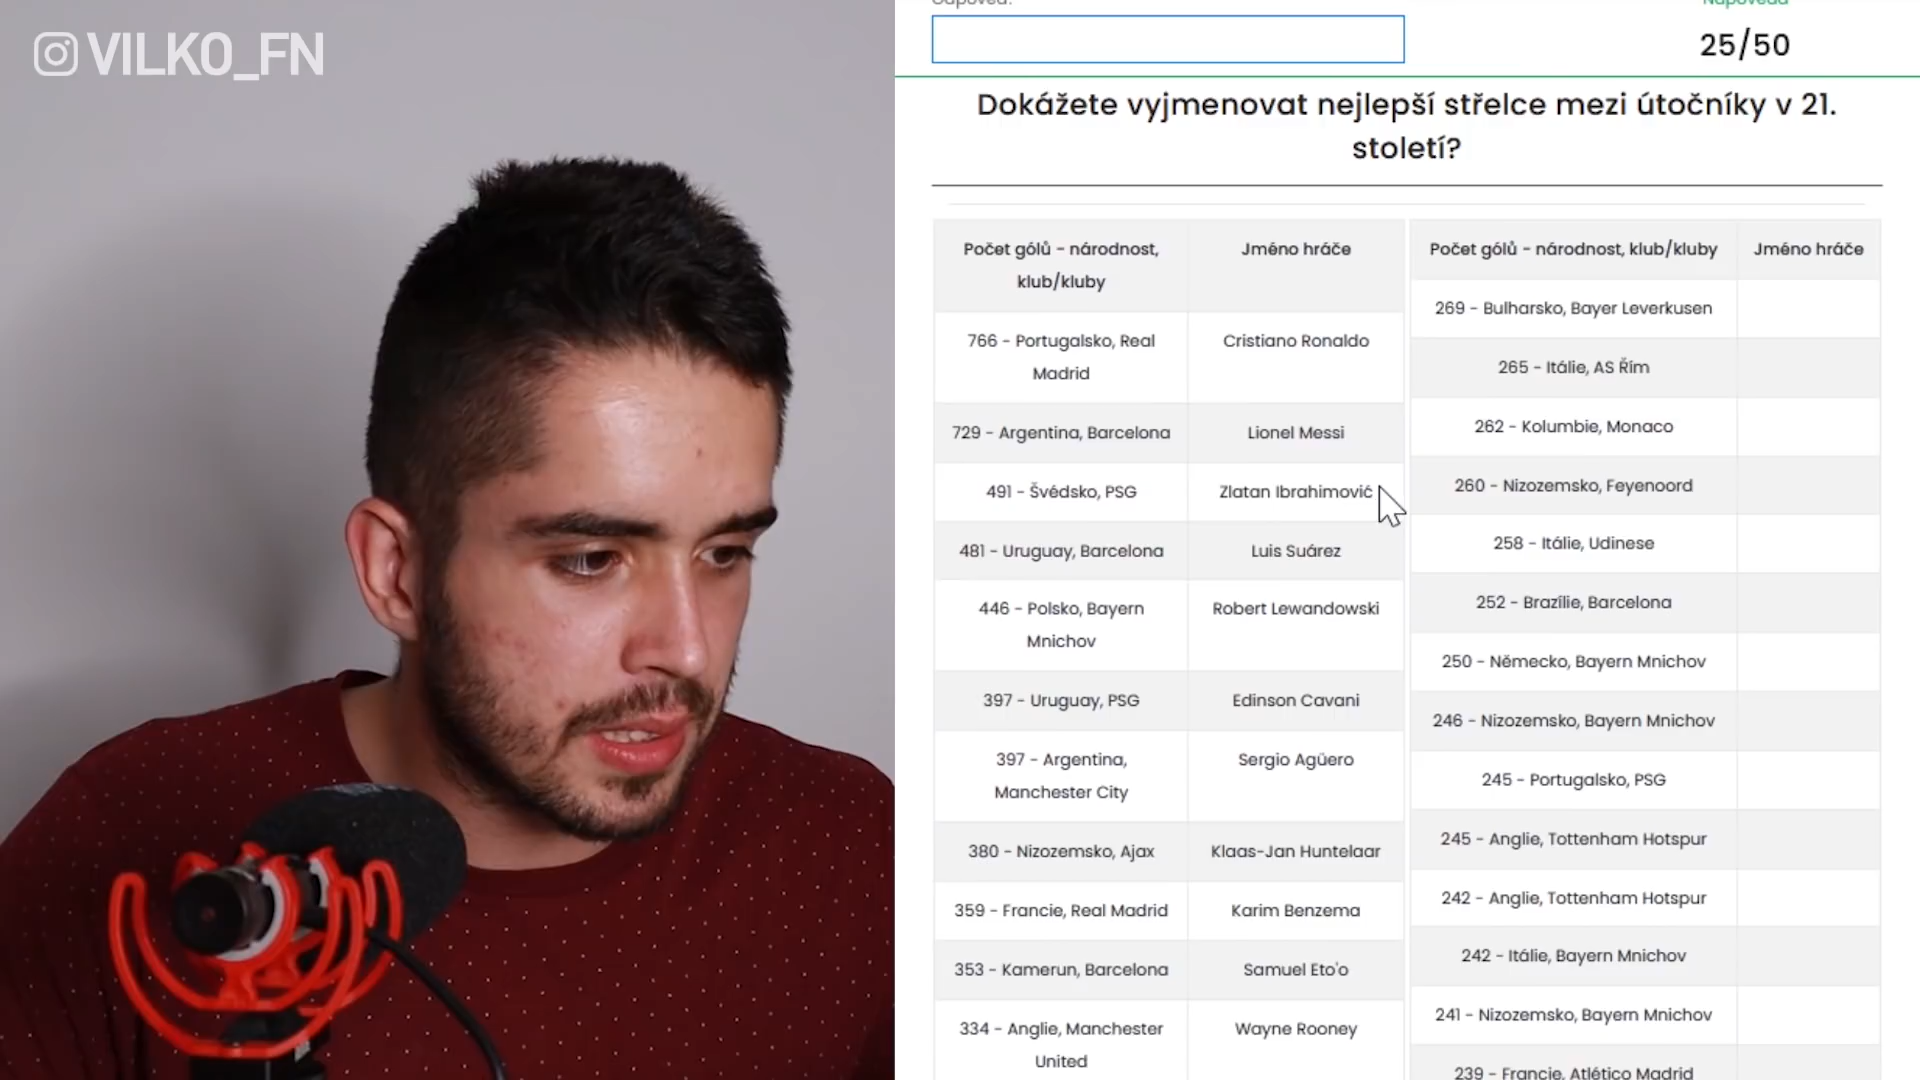 VILKO_FN
25/50
Dokážete vyjmenovat nejlepší střelce mezi útočníky v 21.
století?
Počet gólů - národnost,
klub/kluby
Jméno hráče
766 - Portugalsko, Real
Madrid
Cristiano Ronaldo
729 - Argentina, Barcelona
Lionel Messi
491 - Švédsko, PSG
Zlatan Ibrahimović
481 - Uruguay, Barcelona
Luis Suárez
446 - Polsko, Bayern
Mnichov
Robert Lewandowski
397 - Uruguay, PSG
Edinson Cavani
397 - Argentina,
Manchester City
Sergio Agüero
380 - Nizozemsko, Ajax
Klaas-Jan Huntelaar
359 - Francie, Real Madrid
Karim Benzema
353 - Kamerun, Barcelona
Samuel Eto'o
334 - Anglie, Manchester
United
Wayne Rooney
Počet gólů - národnost, klub/kluby
Jméno hráče
269 - Bulharsko, Bayer Leverkusen
265 - Itálie, AS Řím
262 - Kolumbie, Monaco
260 - Nizozemsko, Feyenoord
258 - Itálie, Udinese
252 - Brazílie, Barcelona
250 - Německo, Bayern Mnichov
246 - Nizozemsko, Bayern Mnichov
245 - Portugalsko, PSG
245 - Anglie, Tottenham Hotspur
242 - Anglie, Tottenham Hotspur
242 - Itálie, Bayern Mnichov
241 - Nizozemsko, Bayern Mnichov
239 - Francie, Atlético Madrid